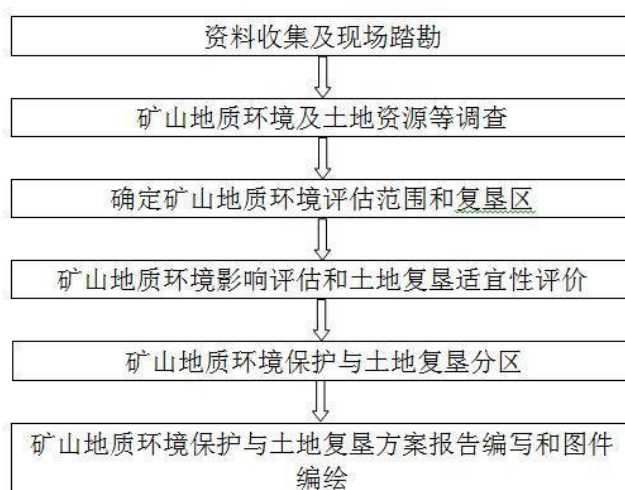 资料收集及现场踏勘
矿山地质环境及土地资源等调查
确定矿山地质环境评估范围和复垦区
矿山地质环境影响评估和土地复垦适宜性评价
矿山地质环境保护与土地复垦分区
矿山地质环境保护与土地复垦方案报告编写和图件
编绘